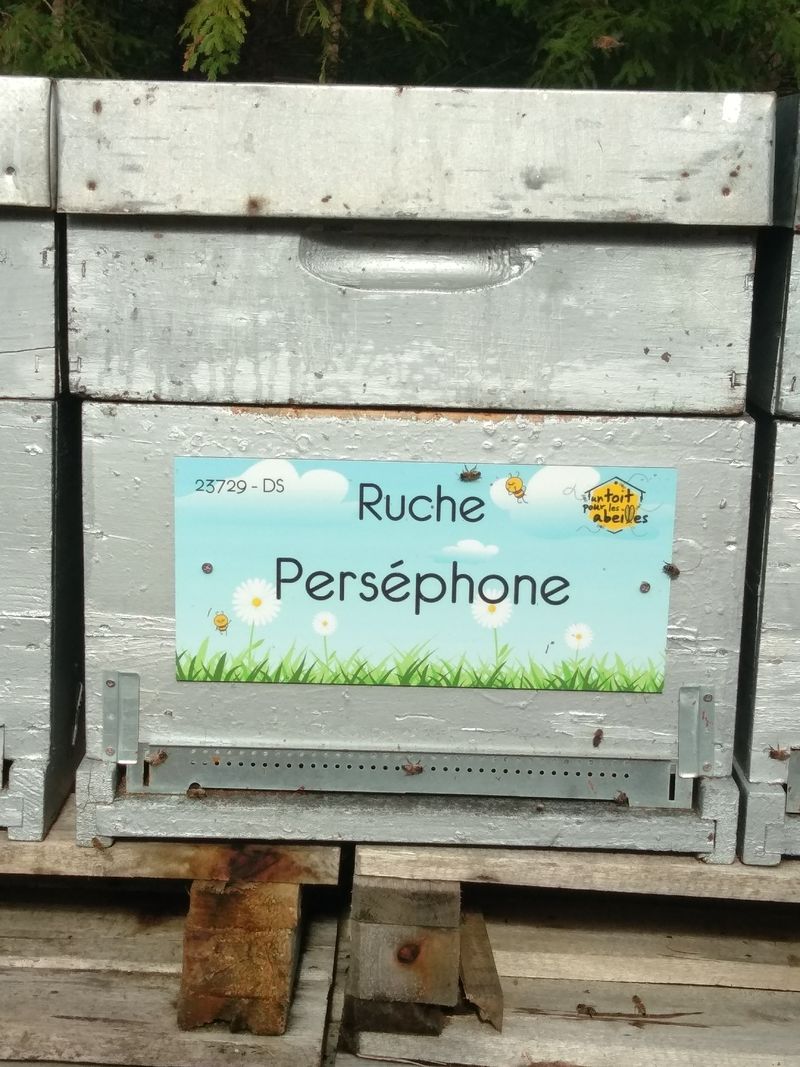 23729 - DS
Ruche
Perséphone
un toit
pour les
abeilles